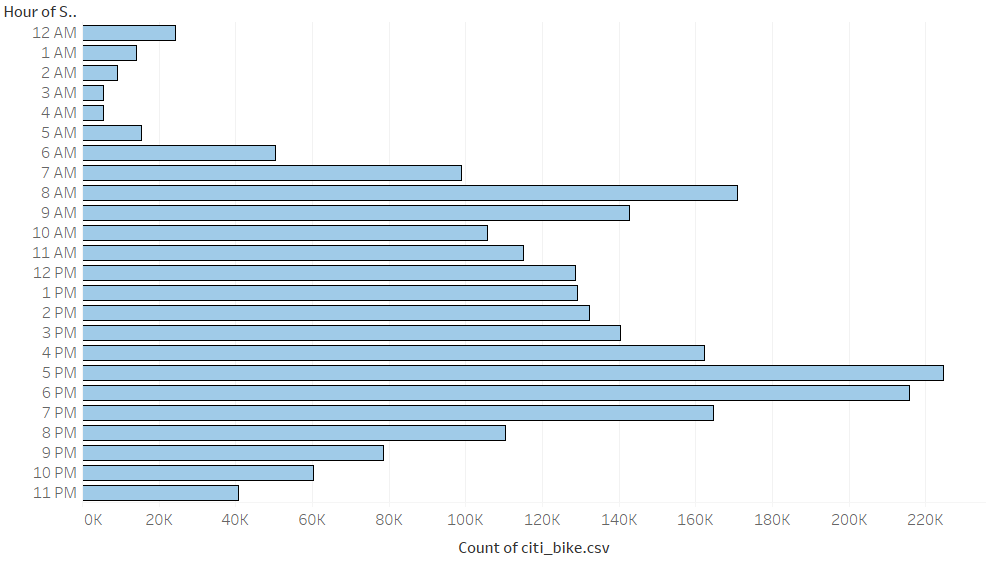 Hour of S..
12 AM
1 AM
2 AM
3 AM
4 AM
5 AM
6 AM
7 AM
8 AM
9 AM
10 AM
11 AM
12 PM
1 PM
2 PM
3 PM
4 PM
5 PM
6 PM
7 PM
8 PM
9 PM
10 PM
11 PM
0K 20K 40K 60K 80K 100K 120K 140K 160K 180K 200K 220K
Count of citi_bike.csv